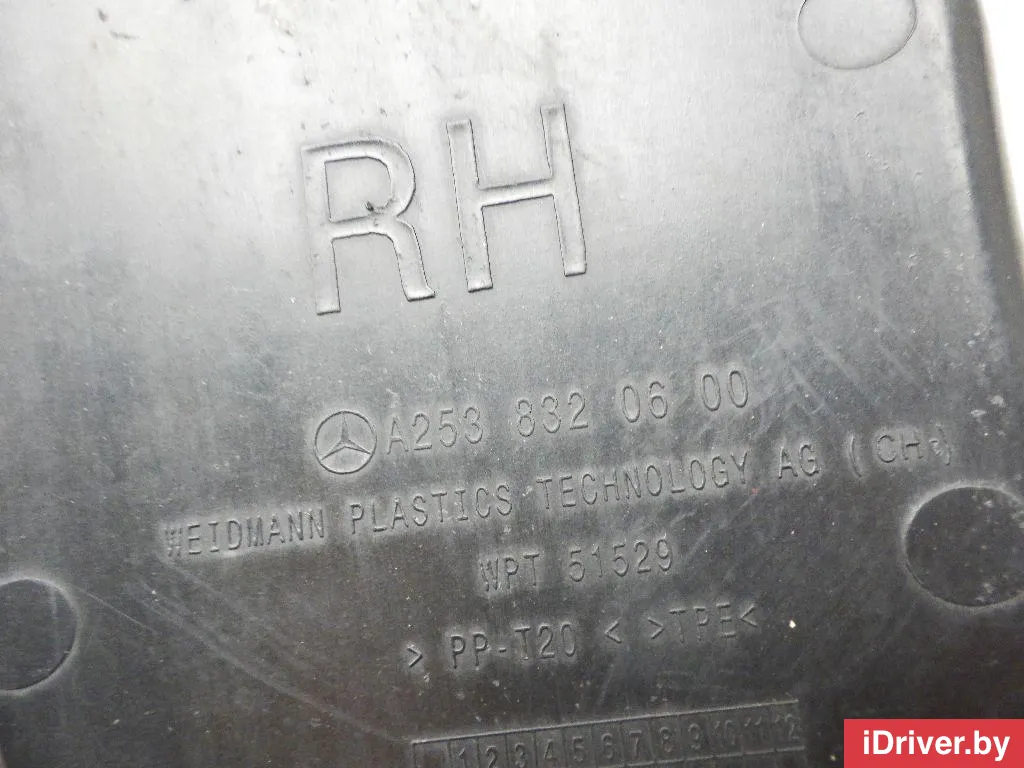 RH
A253 832 06 00
WEIDMANN PLASTICS TECHNOLOGY AG (CH)
WPT 51529
> PP-T20 < >TPE<
1 2 3 4 5 6 7 8 9 10 11 12
iDriver.by